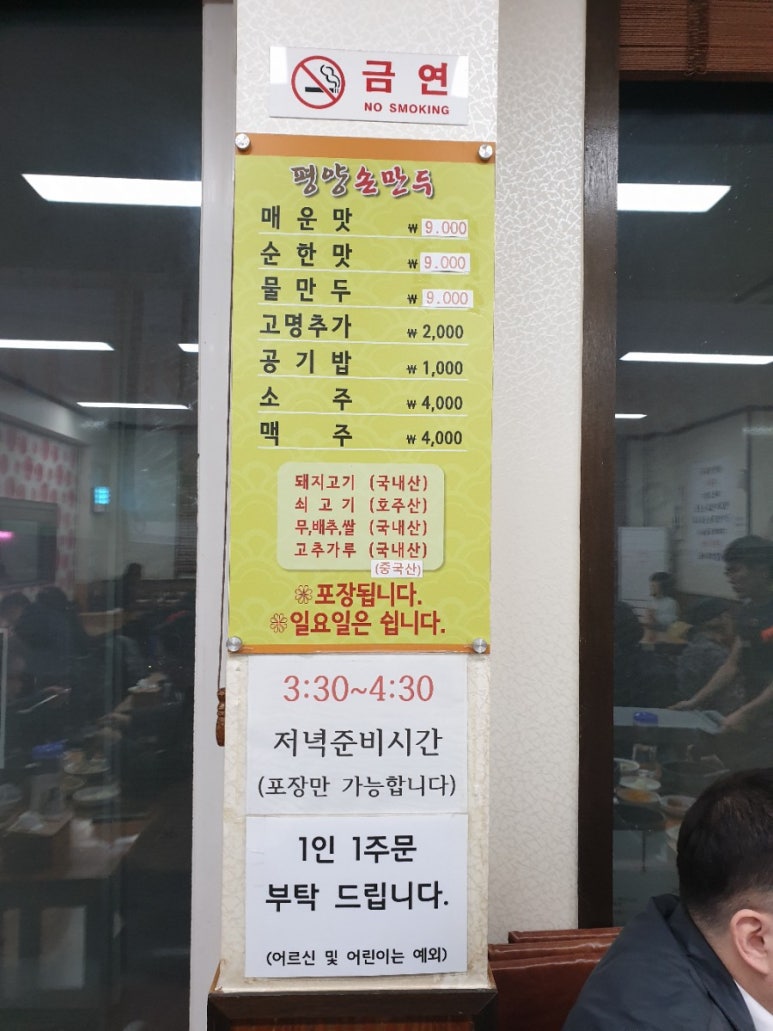 금연
NO SMOKING
평양손만두
매운맛 ₩ 9.000
순한맛 ₩ 9.000
물만두 ₩ 9.000
고명추가 ₩ 2,000
공기밥 ₩ 1,000
소주 ₩ 4,000
맥주 ₩ 4,000
돼지고기 (국내산)
쇠고기 (호주산)
무,배추,쌀 (국내산)
고추가루 (국내산)
(중국산)
※포장됩니다.
※일요일은 쉽니다.
3:30~4:30
저녁준비시간
(포장만 가능합니다)
1인 1주문
부탁 드립니다.
(어르신 및 어린이는 예외)